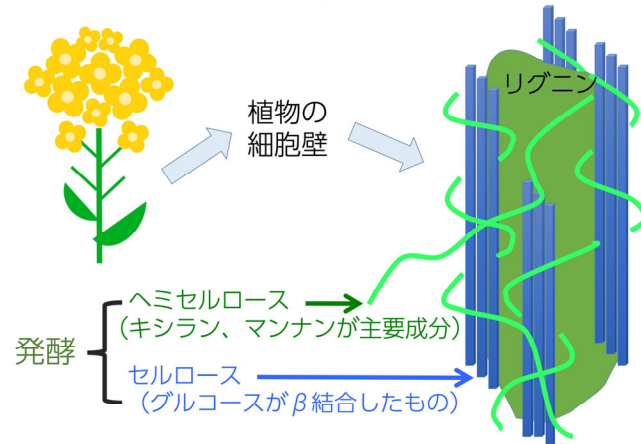 リグニン
植物の
細胞壁
ヘミセルロース
(キシラン、マンナンが主要成分)
発酵
セルロース
(グルコースがβ結合したもの)